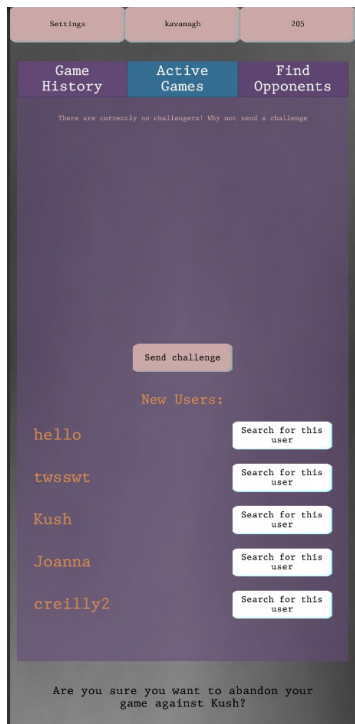 Settings
kavanagh
205
Game
History
Active
Games
Find
Opponents
There are currently no challengers! Why not send a challenge
Send challenge
New Users:
hello
Search for this
user
twsswt
Search for this
user
Kush
Search for this
user
Joanna
Search for this
user
creilly2
Search for this
user
Are you sure you want to abandon your
game against Kush?